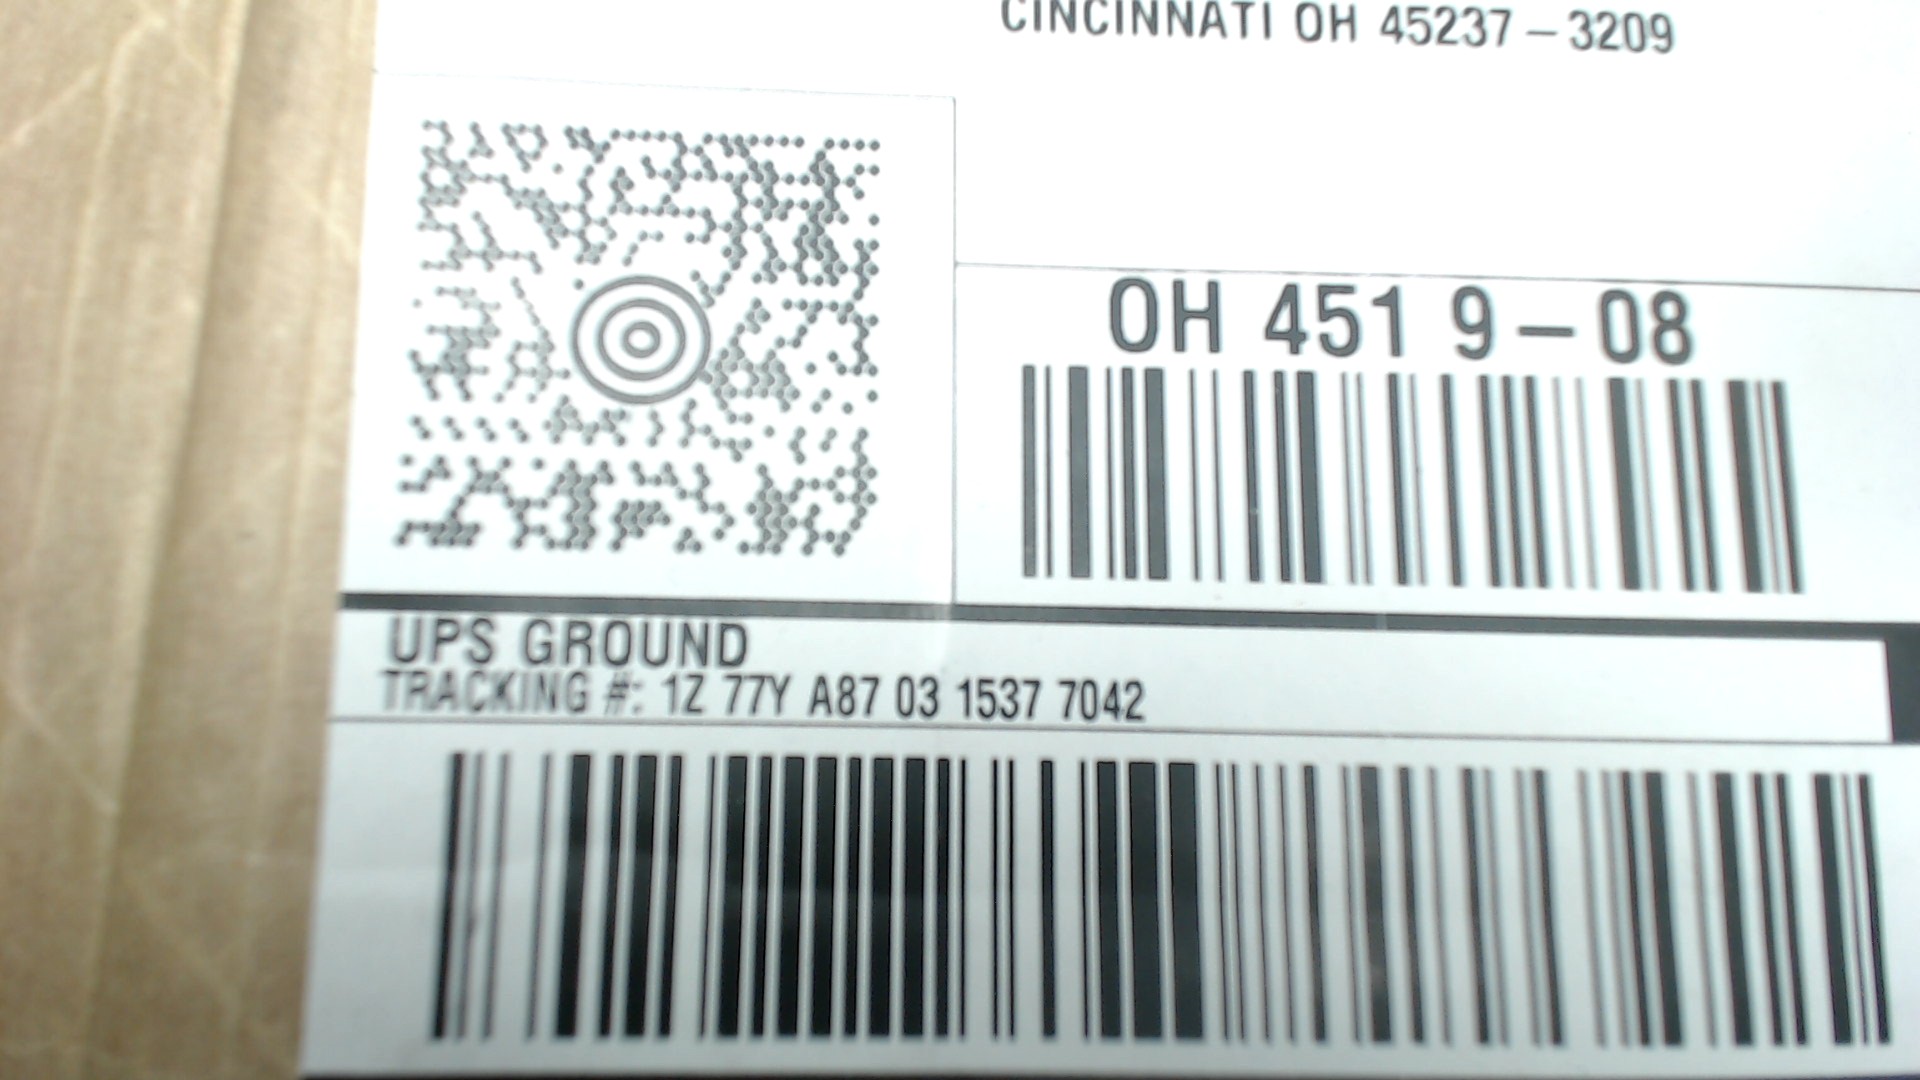 CINCINNATI OH 45237-3209
OH 451 9-08
UPS GROUND
TRACKING #: 1Z 77Y A87 03 1537 7042